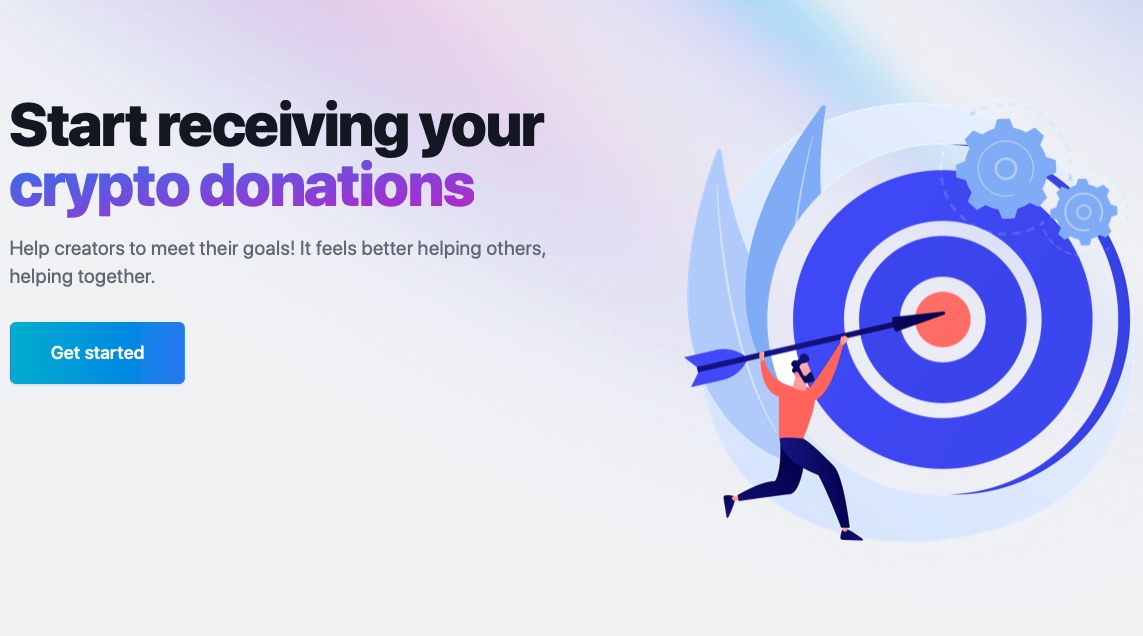 Start receiving your
crypto donations
Help creators to meet their goals! It feels better helping others,
helping together.
Get started